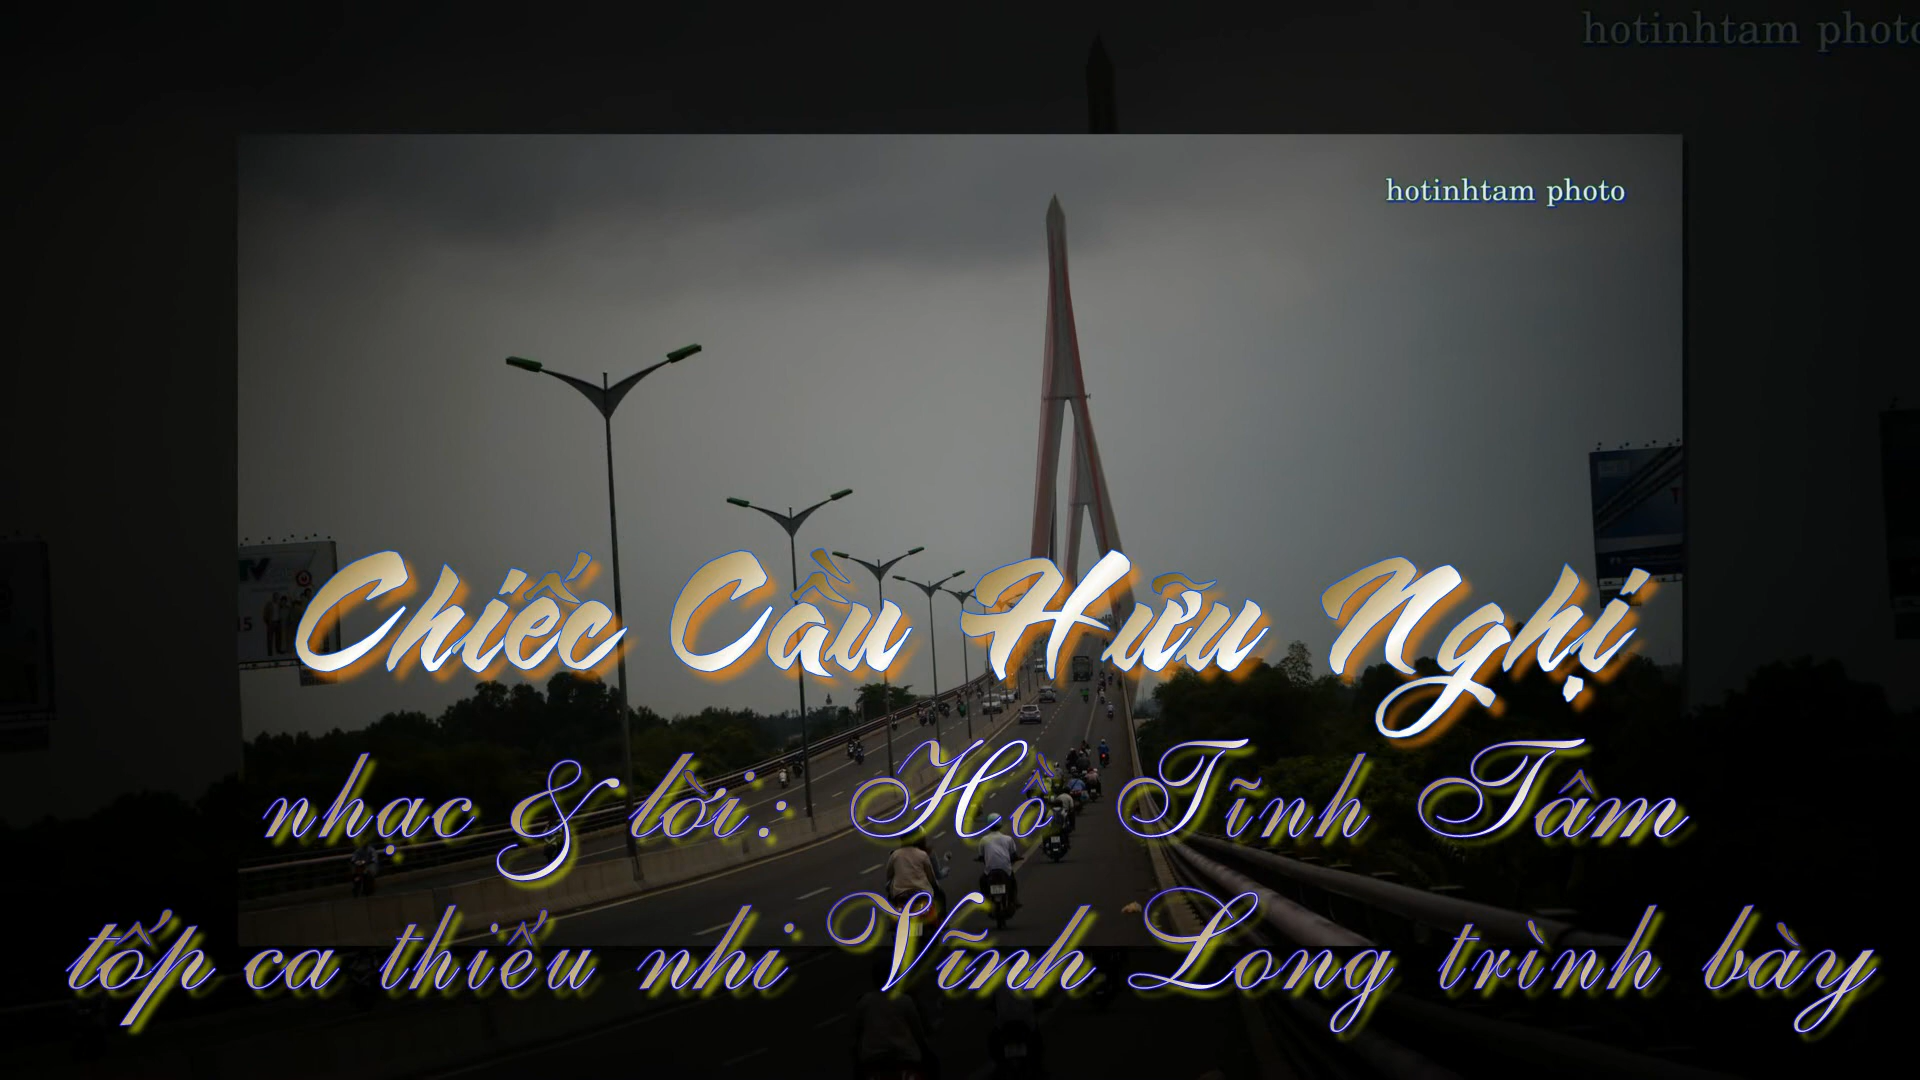 hotinhtam photo
hotinhtam photo
Chiếc Cầu Hữu Nghị
nhạc & lời: Hồ Tĩnh Tâm
tốp ca thiếu nhi Vĩnh Long trình bày